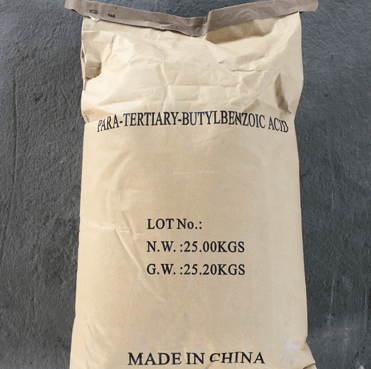 PARA-TERTIARY-BUTYLBENZOIC ACID
LOT No.:
N.W.:25.00KGS
G.W.:25.20KGS
MADE IN CHINA